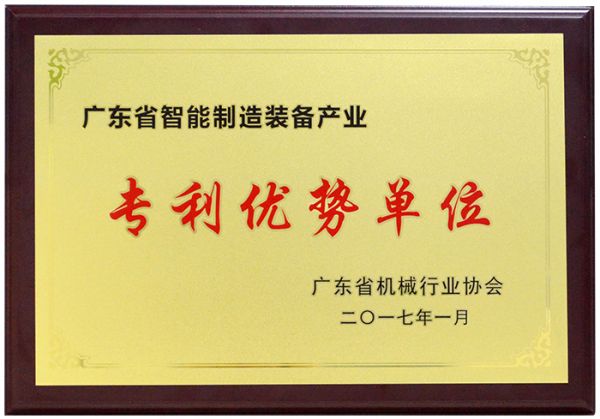 广东省智能制造装备产业
专利优势单位
广东省机械行业协会
二〇一七年一月